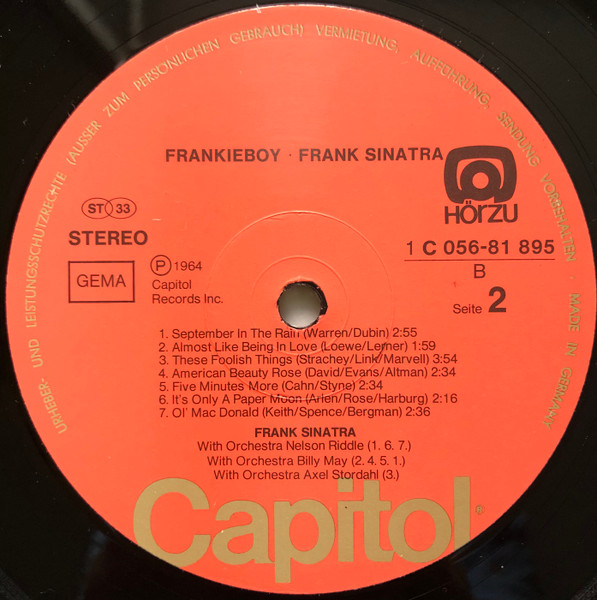 URHEBER- UND LEISTUNGSSCHUTZRECHTE (AUSSER ZUM PERSÖNLICHEN GEBRAUCH) VERMIETUNG, AUFFÜHRUNG, SENDUNG VORBEHALTEN · MADE IN GERMANY
FRANKIEBOY · FRANK SINATRA
HÖRZU
ST 33
STEREO
1 C 056-81 895
B
GEMA
P 1964
Capitol
Records Inc.
Seite 2
1. September In The Rain (Warren/Dubin) 2:55
2. Almost Like Being In Love (Loewe/Lerner) 1:59
3. These Foolish Things (Strachey/Link/Marvell) 3:54
4. American Beauty Rose (David/Evans/Altman) 2:34
5. Five Minutes More (Cahn/Styne) 2:34
6. It's Only A Paper Moon (Arlen/Rose/Harburg) 2:16
7. Ol' Mac Donald (Keith/Spence/Bergman) 2:36
FRANK SINATRA
With Orchestra Nelson Riddle (1. 6. 7.)
With Orchestra Billy May (2. 4. 5. 1.)
With Orchestra Axel Stordahl (3.)
Capitol®